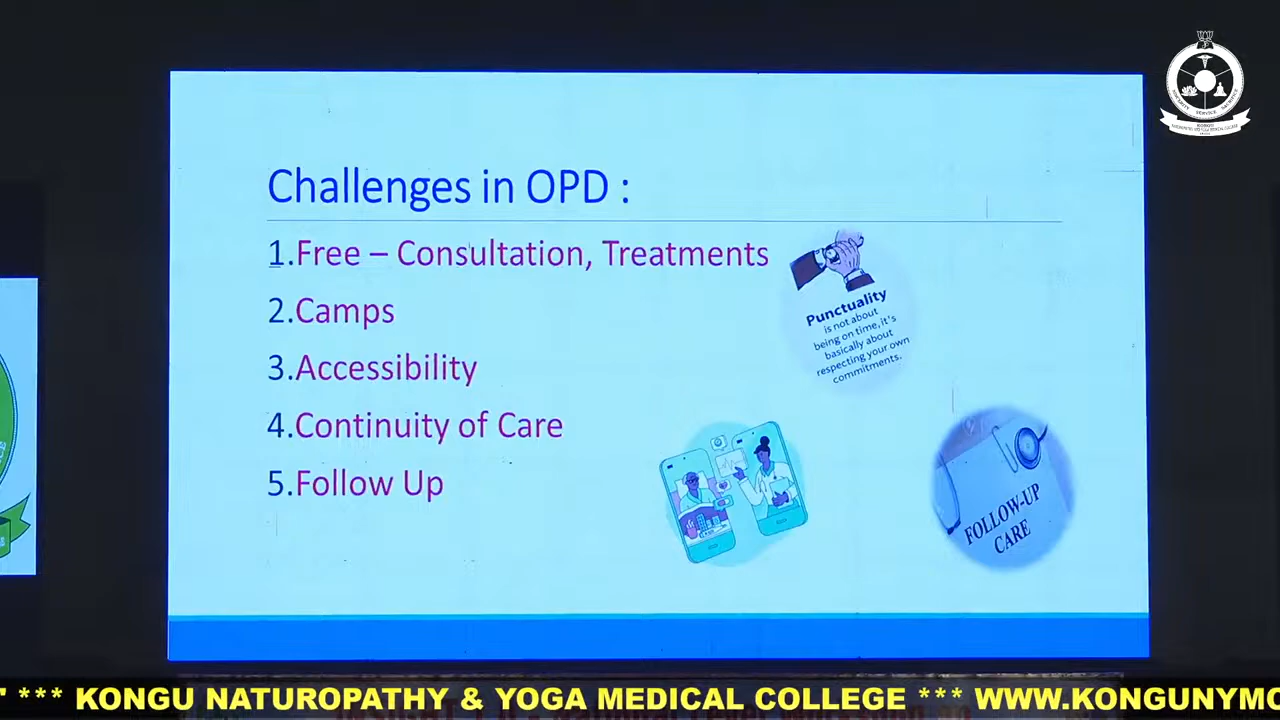 Challenges in OPD :
1.Free – Consultation, Treatments
2.Camps
3.Accessibility
4.Continuity of Care
5.Follow Up
Punctuality
is not about
being on time, it's
basically about
respecting your own
commitments.
FOLLOW-UP
CARE
*** KONGU NATUROPATHY & YOGA MEDICAL COLLEGE *** WWW.KONGUNYMC